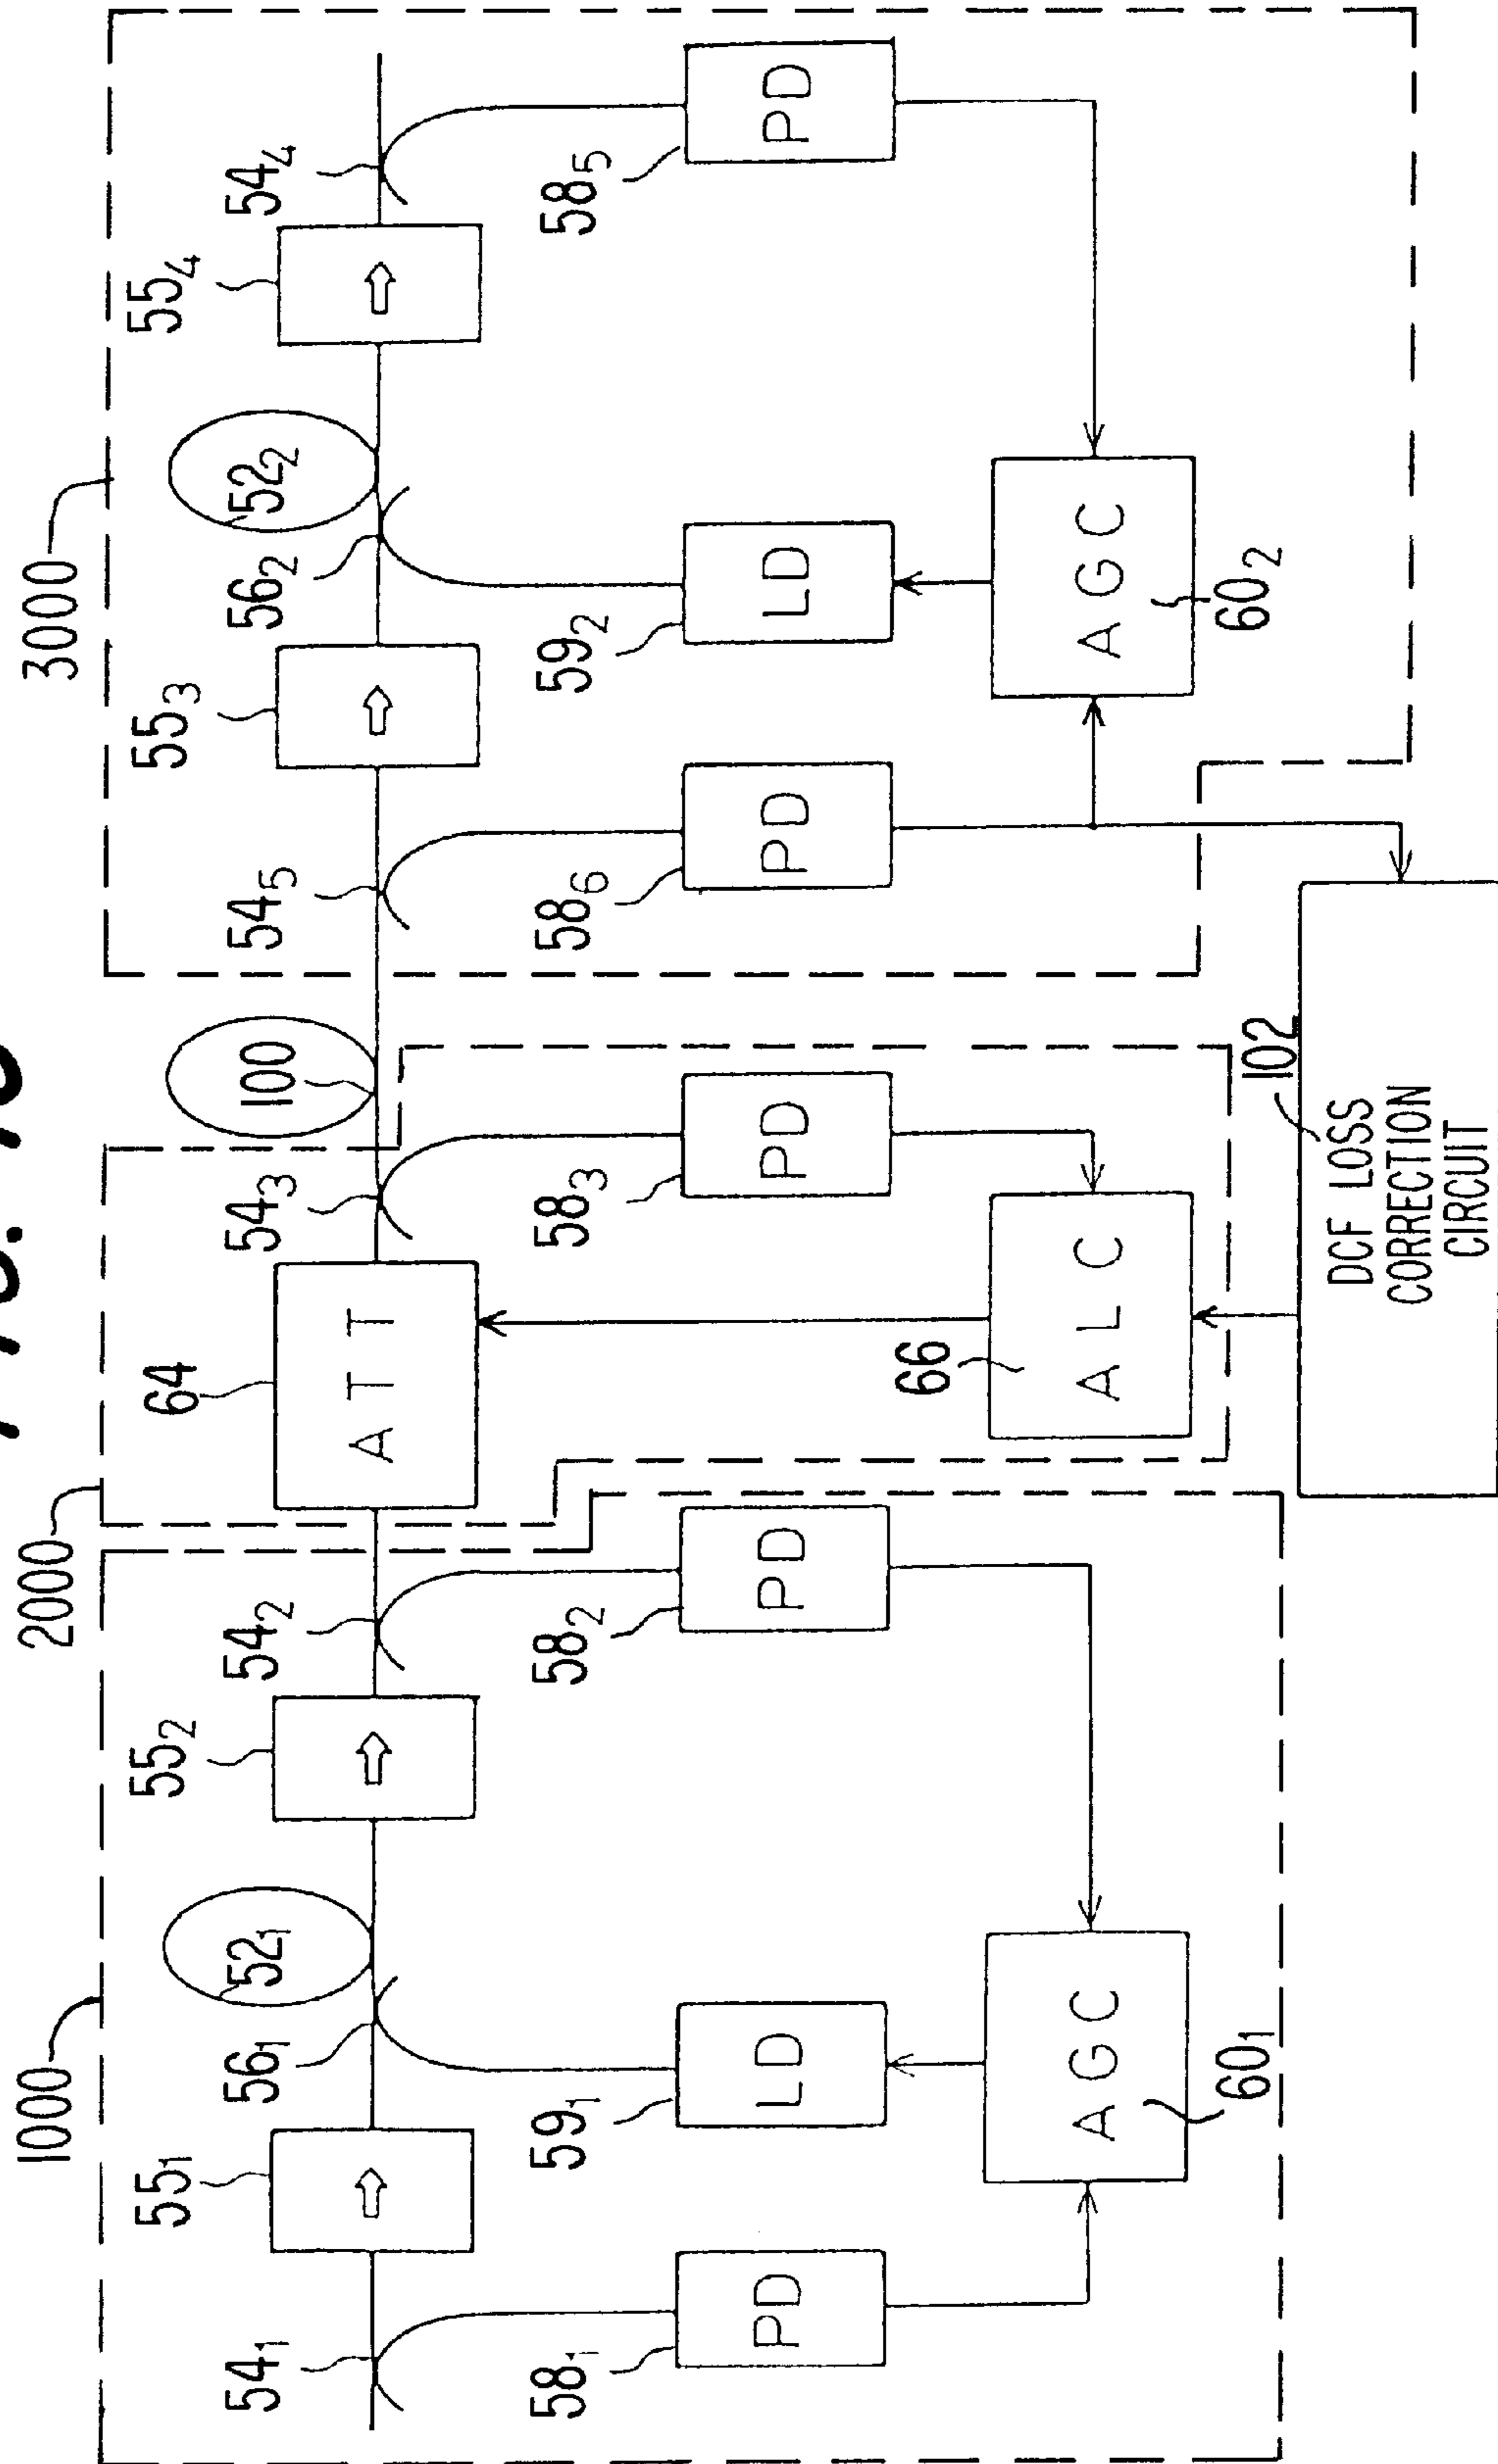 1000
2000
3000
55₁
55₂
64
55₃
55₄
54₁
56₁
52₁
54₂
54₃
100
54₅
56₂
52₂
54₄
ATT
58₁
59₁
58₂
58₃
58₆
59₂
58₅
PD
LD
PD
PD
PD
LD
PD
66
AGC
ALC
AGC
60₁
60₂
102
DCF LOSS
CORRECTION
CIRCUIT